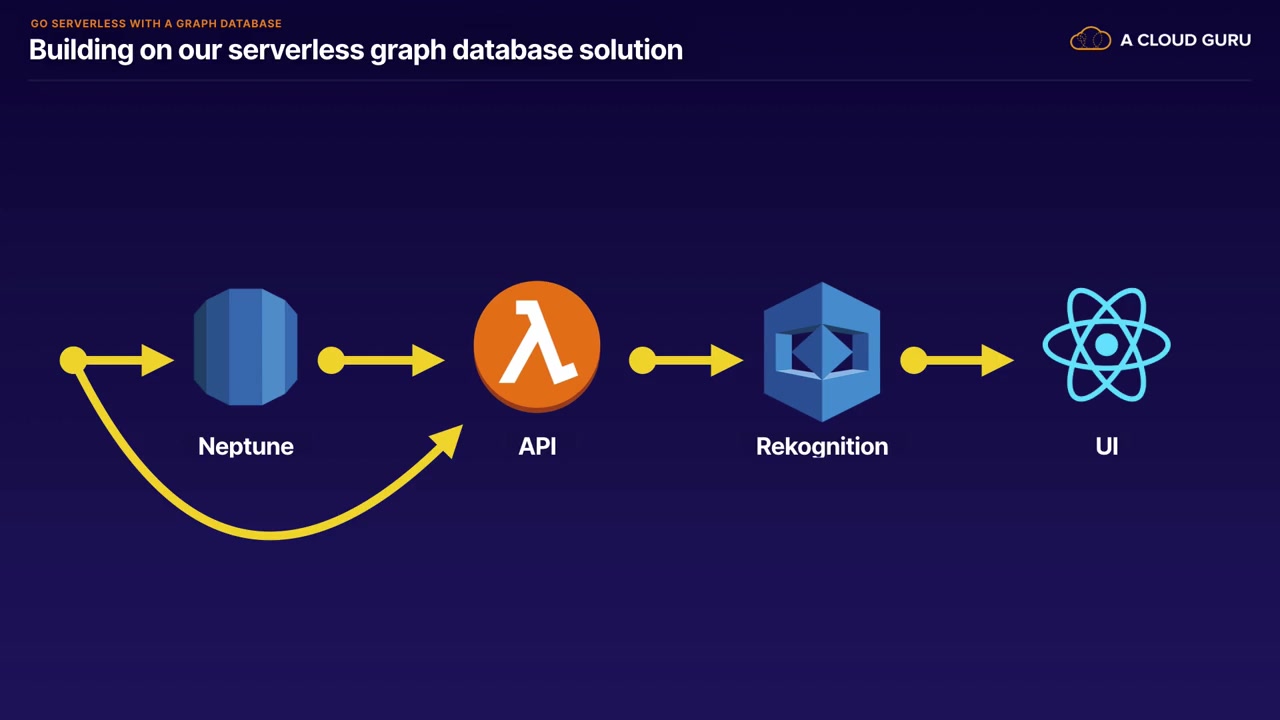 GO SERVERLESS WITH A GRAPH DATABASE
Building on our serverless graph database solution
A CLOUD GURU
Neptune
API
Rekognition
UI